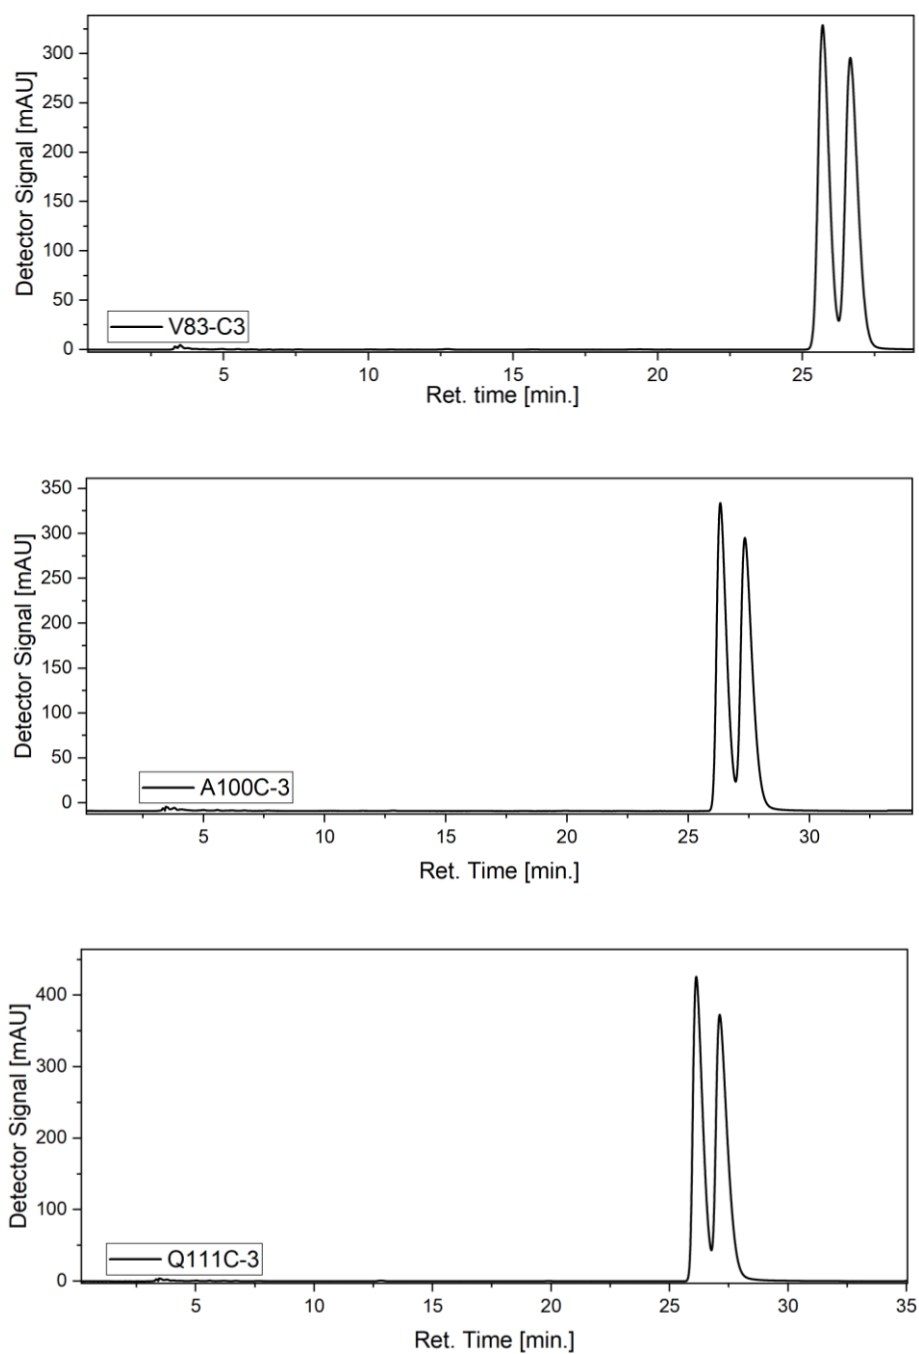 Detector Signal [mAU]
300
250
200
150
100
50
0
V83-C3
5 10 15 20 25
Ret. time [min.]
Detector Signal [mAU]
350
300
250
200
150
100
50
0
A100C-3
5 10 15 20 25 30
Ret. Time [min.]
Detector Signal [mAU]
400
300
200
100
0
Q111C-3
5 10 15 20 25 30 35
Ret. Time [min.]